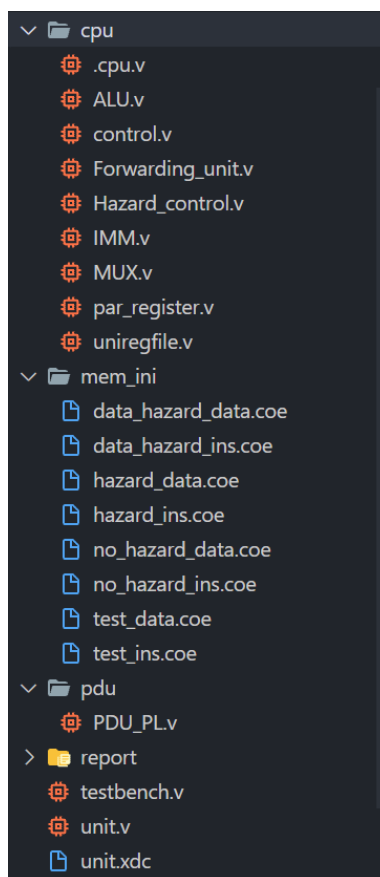 cpu
.cpu.v
ALU.v
control.v
Forwarding_unit.v
Hazard_control.v
IMM.v
MUX.v
par_register.v
uniregfile.v
mem_ini
data_hazard_data.coe
data_hazard_ins.coe
hazard_data.coe
hazard_ins.coe
no_hazard_data.coe
no_hazard_ins.coe
test_data.coe
test_ins.coe
pdu
PDU_PL.v
report
testbench.v
unit.v
unit.xdc